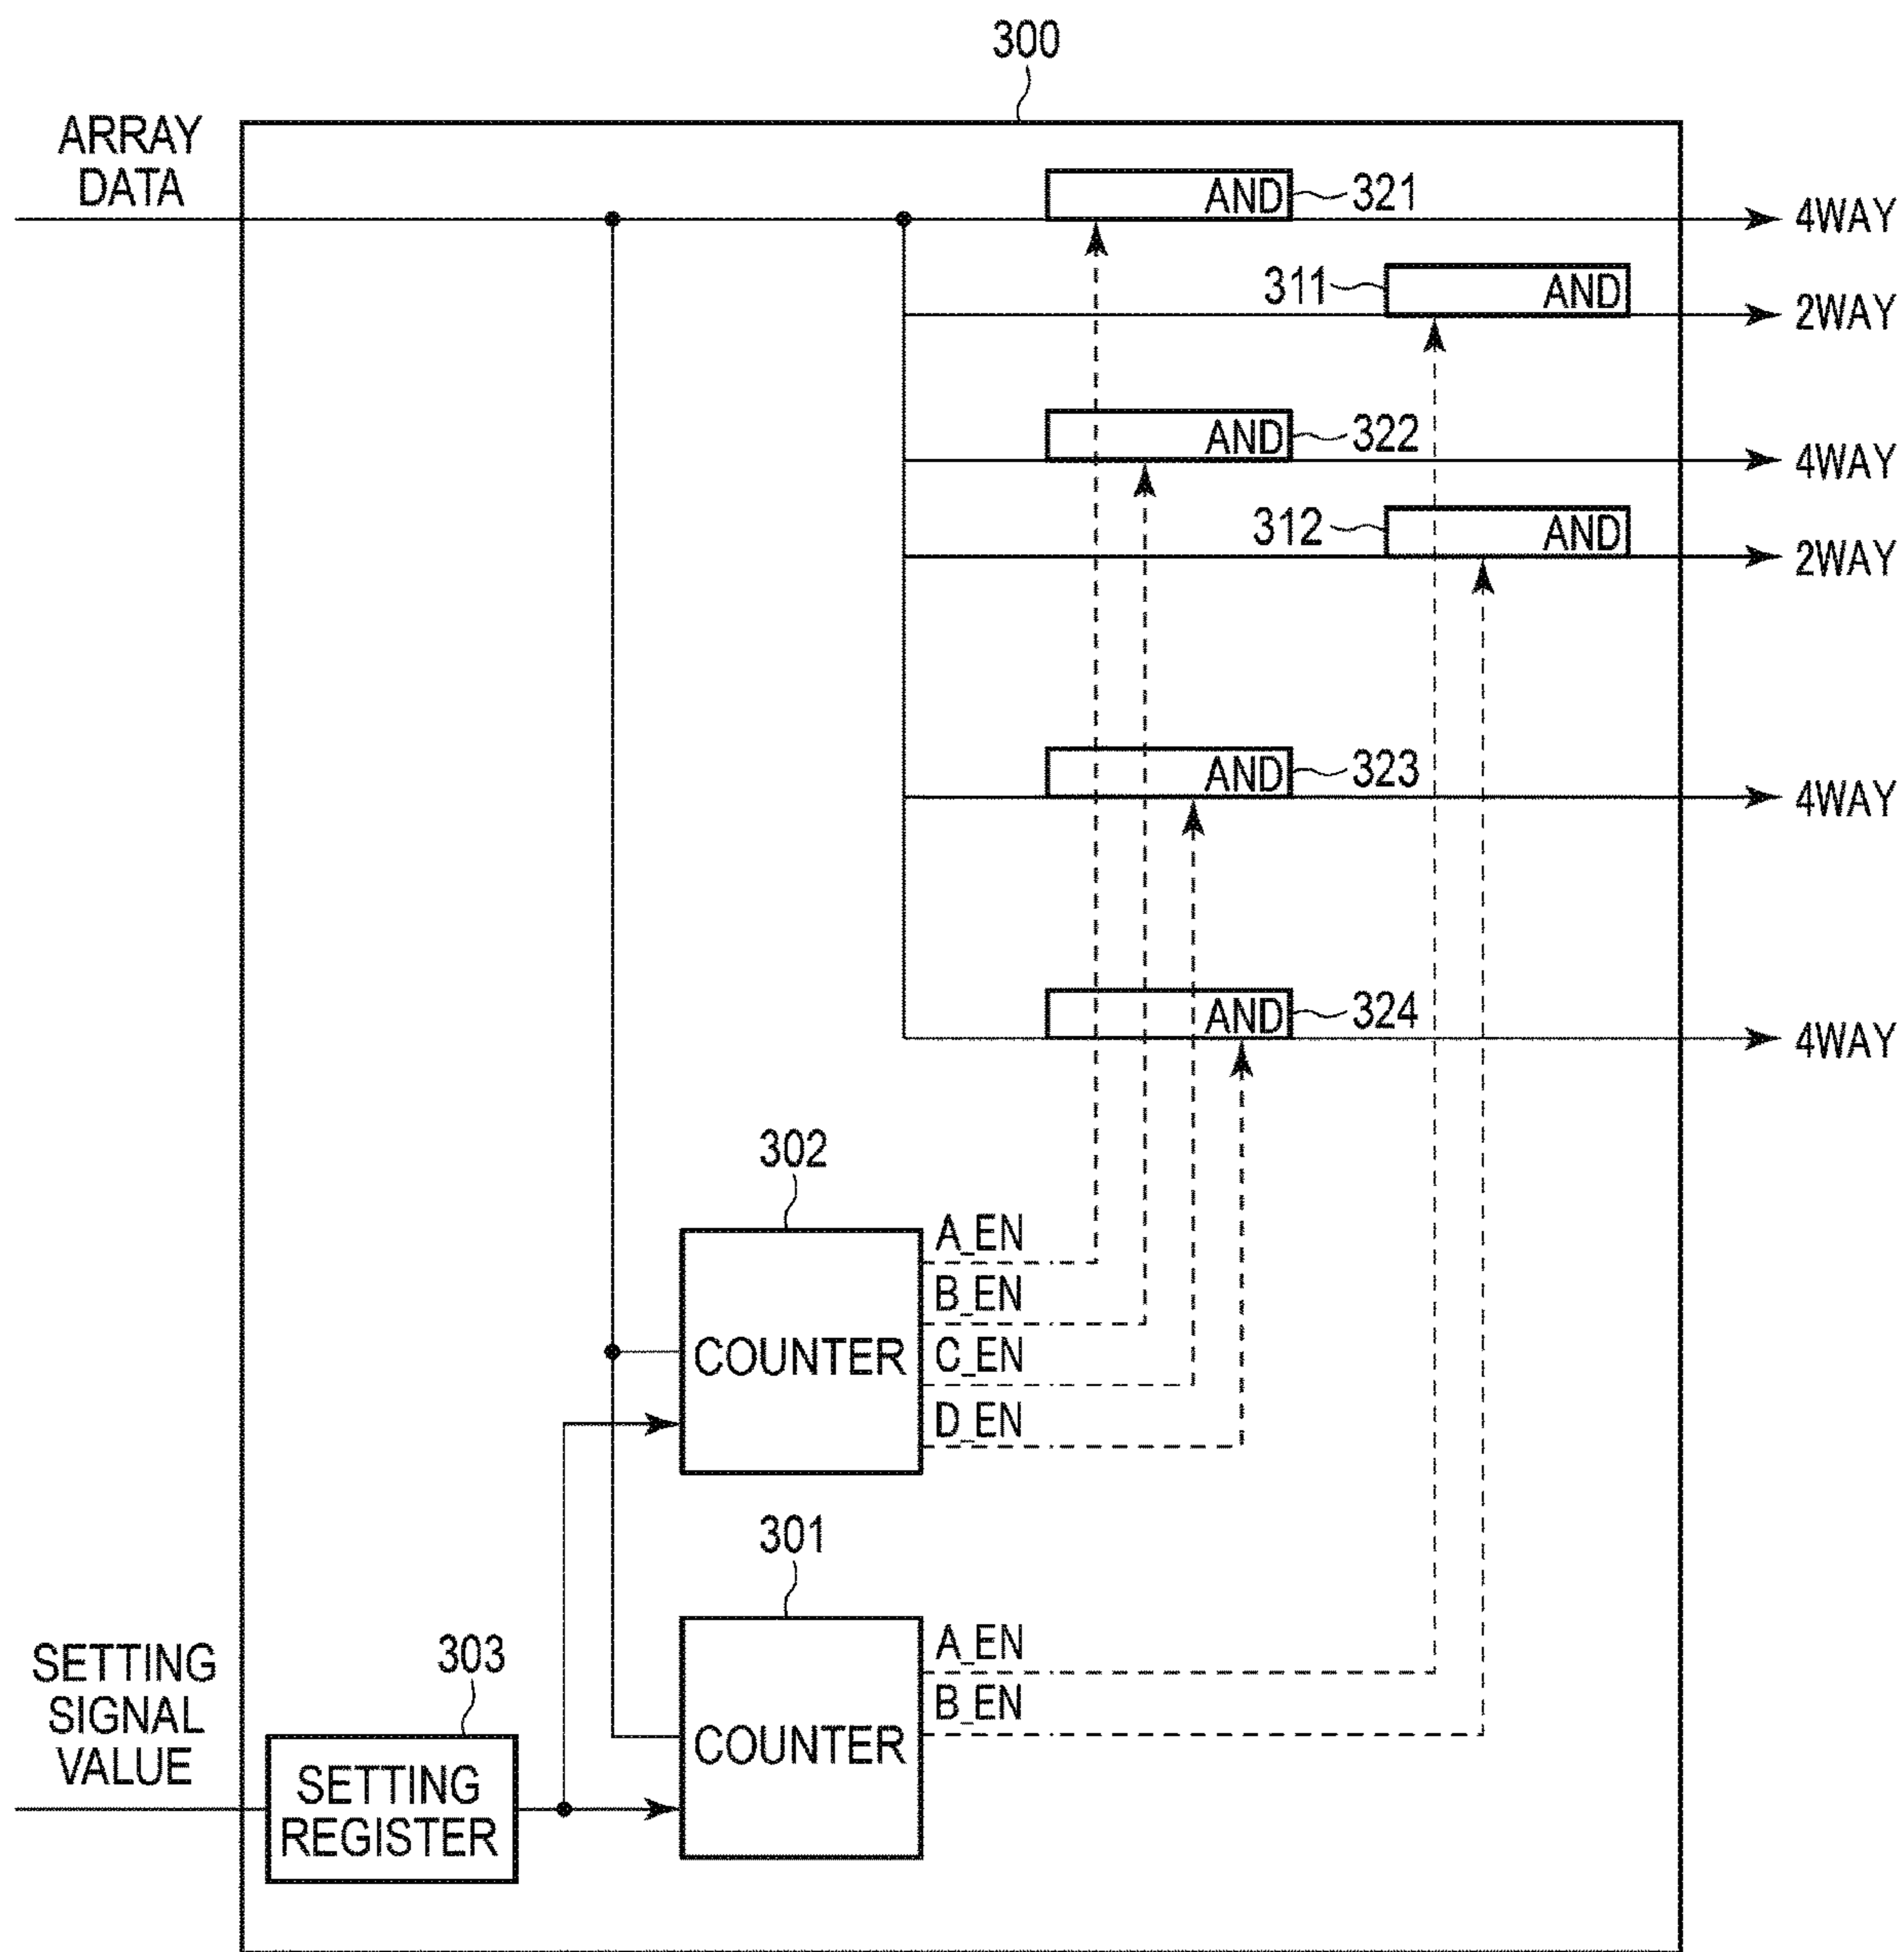 300
ARRAY
DATA
AND
321
4WAY
311
AND
2WAY
AND
322
4WAY
312
AND
2WAY
AND
323
4WAY
AND
324
4WAY
302
A_EN
B_EN
COUNTER
C_EN
D_EN
301
SETTING
SIGNAL
VALUE
303
A_EN
B_EN
COUNTER
SETTING
REGISTER